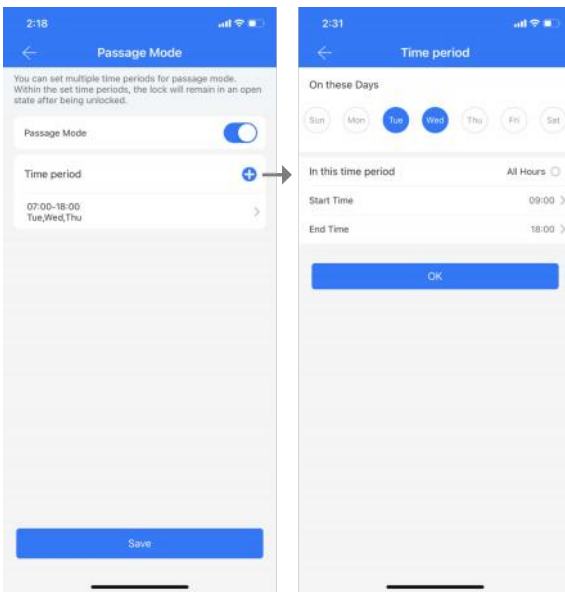 2:18
Passage Mode
You can set multiple time periods for passage mode.
Within the set time periods, the lock will remain in an open
state after being unlocked.
Passage Mode
Time period
07:00-18:00
Tue,Wed,Thu
Save
2:31
Time period
On these Days
Sun Mon Tue Wed Thu Fri Sat
In this time period All Hours
Start Time 09:00
End Time 18:00
OK